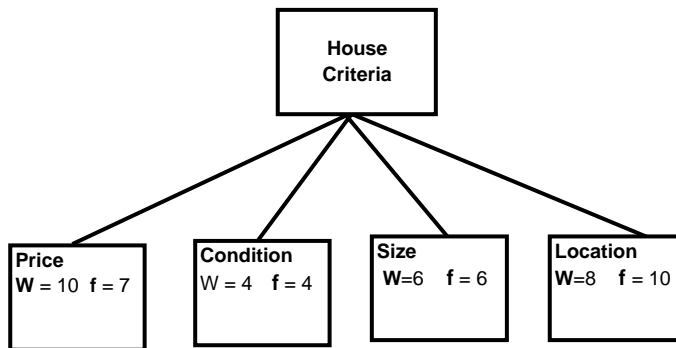 House
Criteria
Price
W = 10 f = 7
Condition
W = 4 f = 4
Size
W=6 f = 6
Location
W=8 f = 10